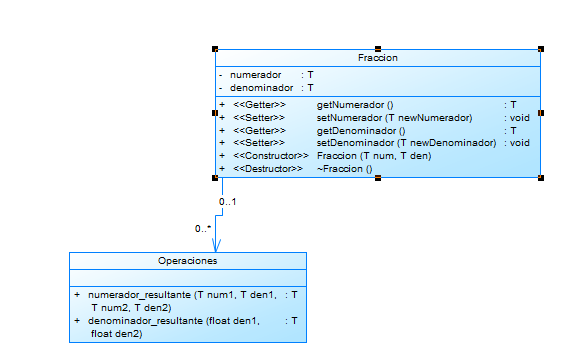 Fraccion
- numerador : T
- denominador : T
+ <<Getter>> getNumerador () : T
+ <<Setter>> setNumerador (T newNumerador) : void
+ <<Getter>> getDenominador () : T
+ <<Setter>> setDenominador (T newDenominador) : void
+ <<Constructor>> Fraccion (T num, T den)
+ <<Destructor>> ~Fraccion ()
0..1
0..*
Operaciones
+ numerador_resultante (T num1, T den1, : T
T num2, T den2)
+ denominador_resultante (float den1, : T
float den2)